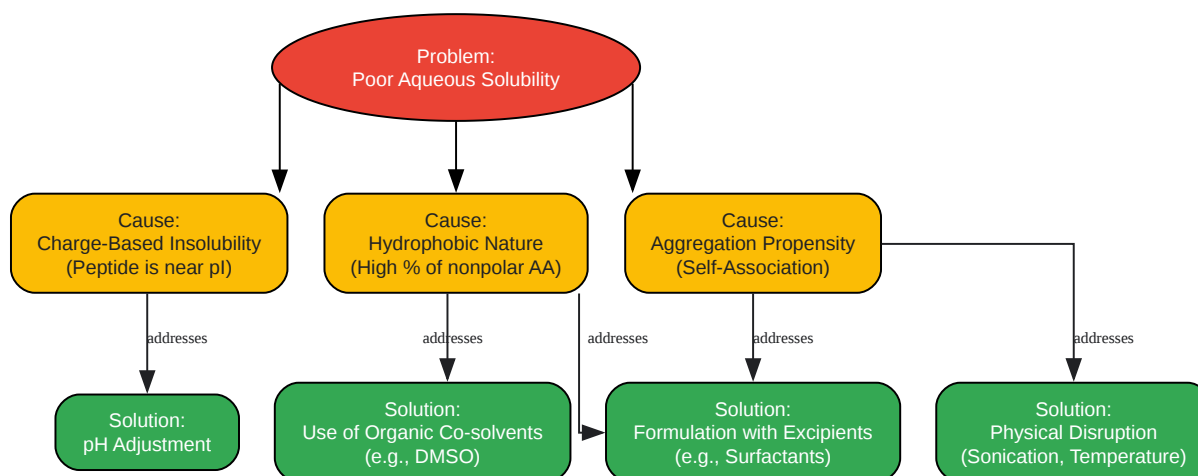 Problem:
Poor Aqueous Solubility
Cause:
Charge-Based Insolubility
(Peptide is near pI)
Cause:
Hydrophobic Nature
(High % of nonpolar AA)
Cause:
Aggregation Propensity
(Self-Association)
addresses
addresses
addresses
addresses
addresses
Solution:
pH Adjustment
Solution:
Use of Organic Co-solvents
(e.g., DMSO)
Solution:
Formulation with Excipients
(e.g., Surfactants)
Solution:
Physical Disruption
(Sonication, Temperature)